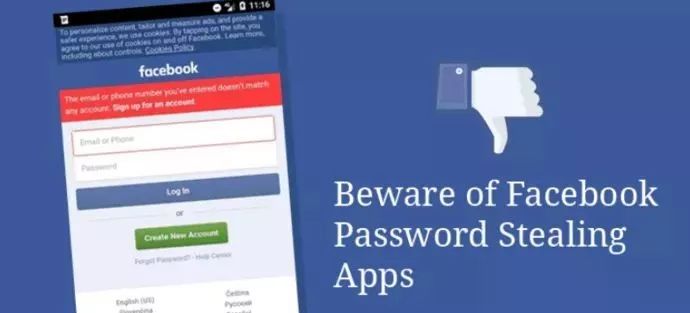 11:16
To personalize content, tailor and measure ads, and provide a
safer experience, we use cookies. By tapping on the site, you
agree to our use of cookies on and off Facebook. Learn more,
including about controls: Cookies Policy.
facebook
The email or phone number you've entered doesn't match
any account. Sign up for an account.
Email or Phone
Password
Log In
or
Create New Account
Forgot Password? · Help Center
English (US)
Čeština
Slovenčina
Русский
Español
Beware of Facebook
Password Stealing
Apps